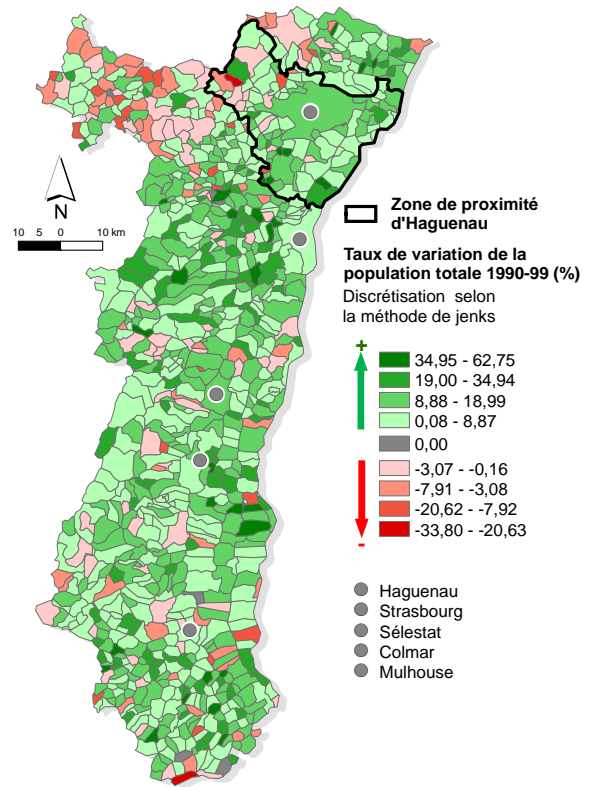 N
10 5 0 10 km
Zone de proximité
d'Haguenau
Taux de variation de la
population totale 1990-99 (%)
Discrétisation selon
la méthode de jenks
+
34,95 - 62,75
19,00 - 34,94
8,88 - 18,99
0,08 - 8,87
0,00
-3,07 - -0,16
-7,91 - -3,08
-20,62 - -7,92
-33,80 - -20,63
-
Haguenau
Strasbourg
Sélestat
Colmar
Mulhouse